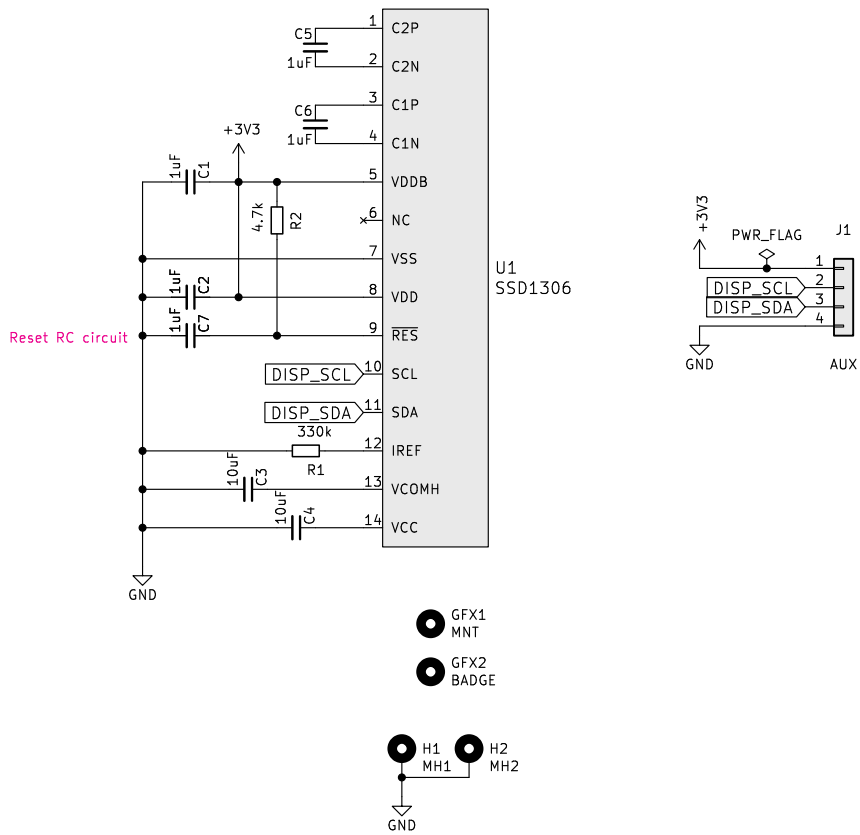 1
C2P
C5
1uF
2
C2N
3
C1P
C6
1uF
4
C1N
+3V3
1uF
C1
5
VDDB
4.7k
R2
6
NC
7
VSS
1uF
C2
8
VDD
1uF
C7
9
RES
Reset RC circuit
DISP_SCL
10
SCL
DISP_SDA
11
SDA
330k
R1
12
IREF
10uF
C3
13
VCOMH
10uF
C4
14
VCC
GND
U1
SSD1306
+3V3
PWR_FLAG
J1
1
DISP_SCL
2
DISP_SDA
3
4
GND
AUX
GFX1
MNT
GFX2
BADGE
H1
MH1
H2
MH2
GND